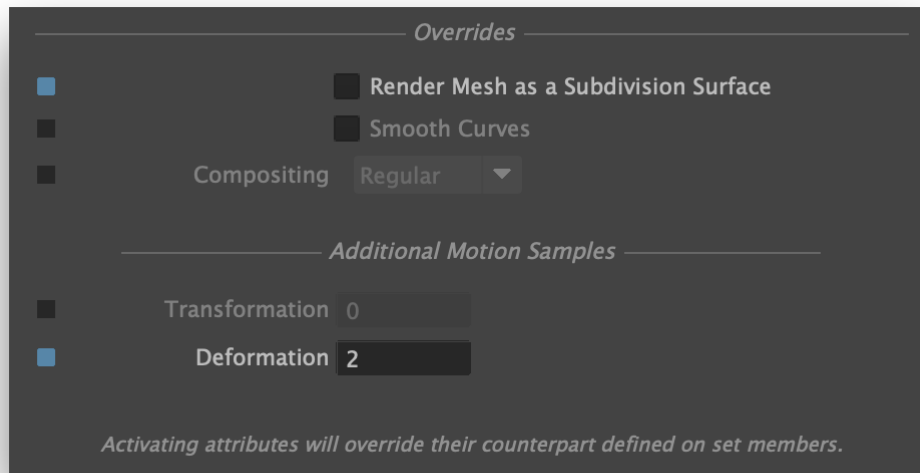 Overrides
Render Mesh as a Subdivision Surface
Smooth Curves
Compositing Regular
Additional Motion Samples
Transformation 0
Deformation 2
Activating attributes will override their counterpart defined on set members.